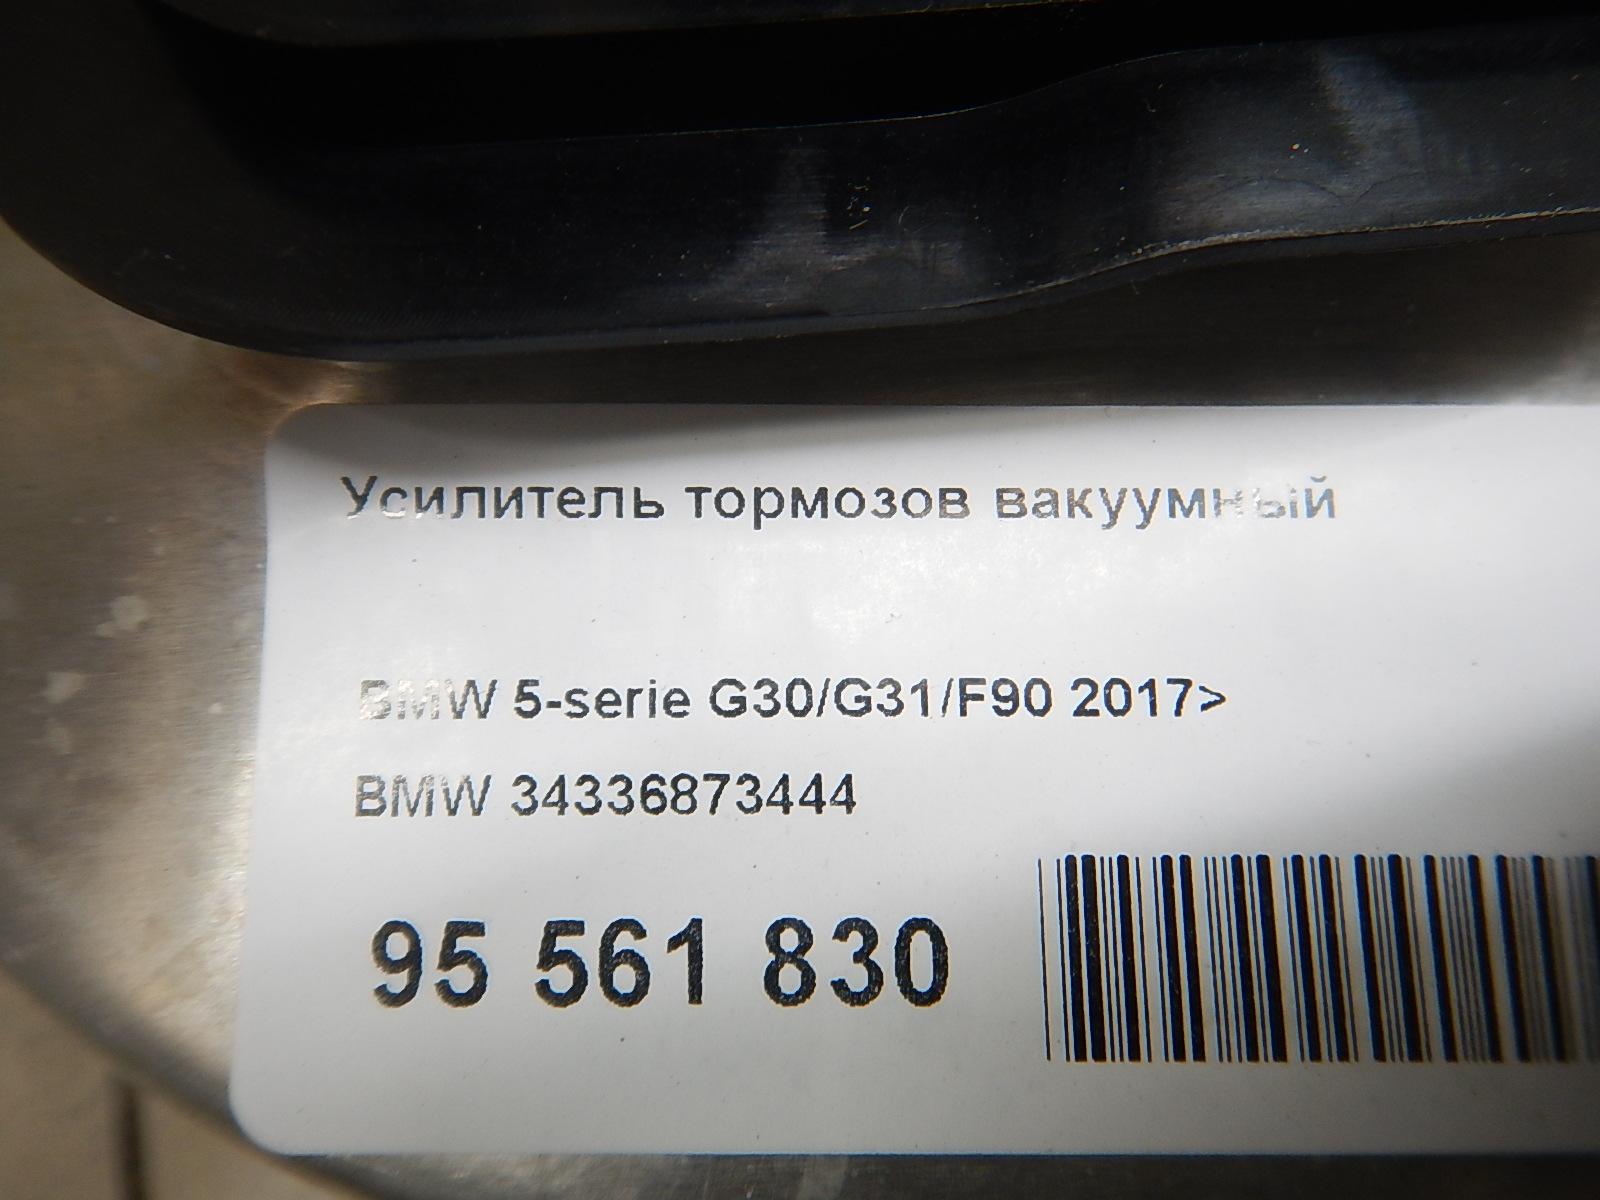 Усилитель тормозов вакуумный
BMW 5-serie G30/G31/F90 2017>
BMW 34336873444
95 561 830